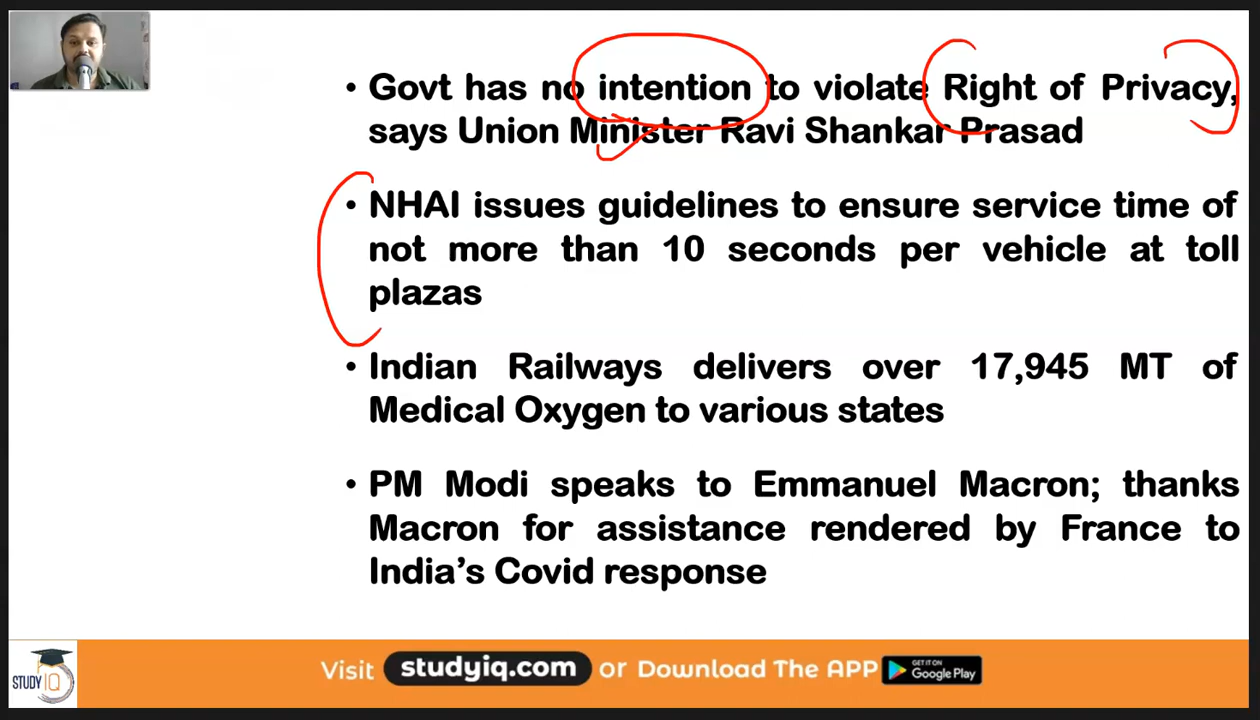 • Govt has no intention to violate Right of Privacy,
says Union Minister Ravi Shankar Prasad
• NHAI issues guidelines to ensure service time of
not more than 10 seconds per vehicle at toll
plazas
• Indian Railways delivers over 17,945 MT of
Medical Oxygen to various states
• PM Modi speaks to Emmanuel Macron; thanks
Macron for assistance rendered by France to
India’s Covid response
STUDY IQ
Visit studyiq.com or Download The APP GET IT ON Google Play